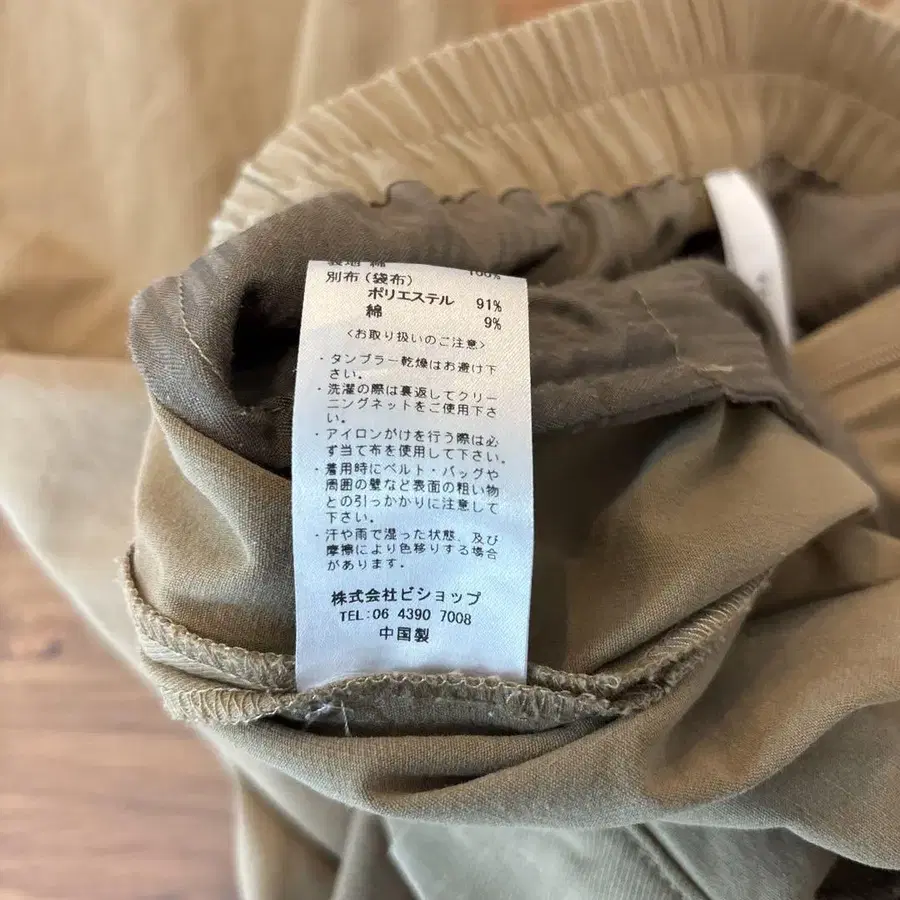 裏地 綿 100%
別布(袋布)
ポリエステル 91%
綿 9%
<お取り扱いのご注意>
・タンブラー乾燥はお避け下
さい。
・洗濯の際は裏返してクリー
ニングネットをご使用下さ
い。
・アイロンがけを行う際は必
ず当て布を使用して下さい。
・着用時にベルト・バッグや
周囲の壁など表面の粗い物
との引っかかりに注意して
下さい。
・汗や雨で湿った状態、及び
摩擦により色移りする場合
があります。
株式会社ビショップ
TEL:06 4390 7008
中国製